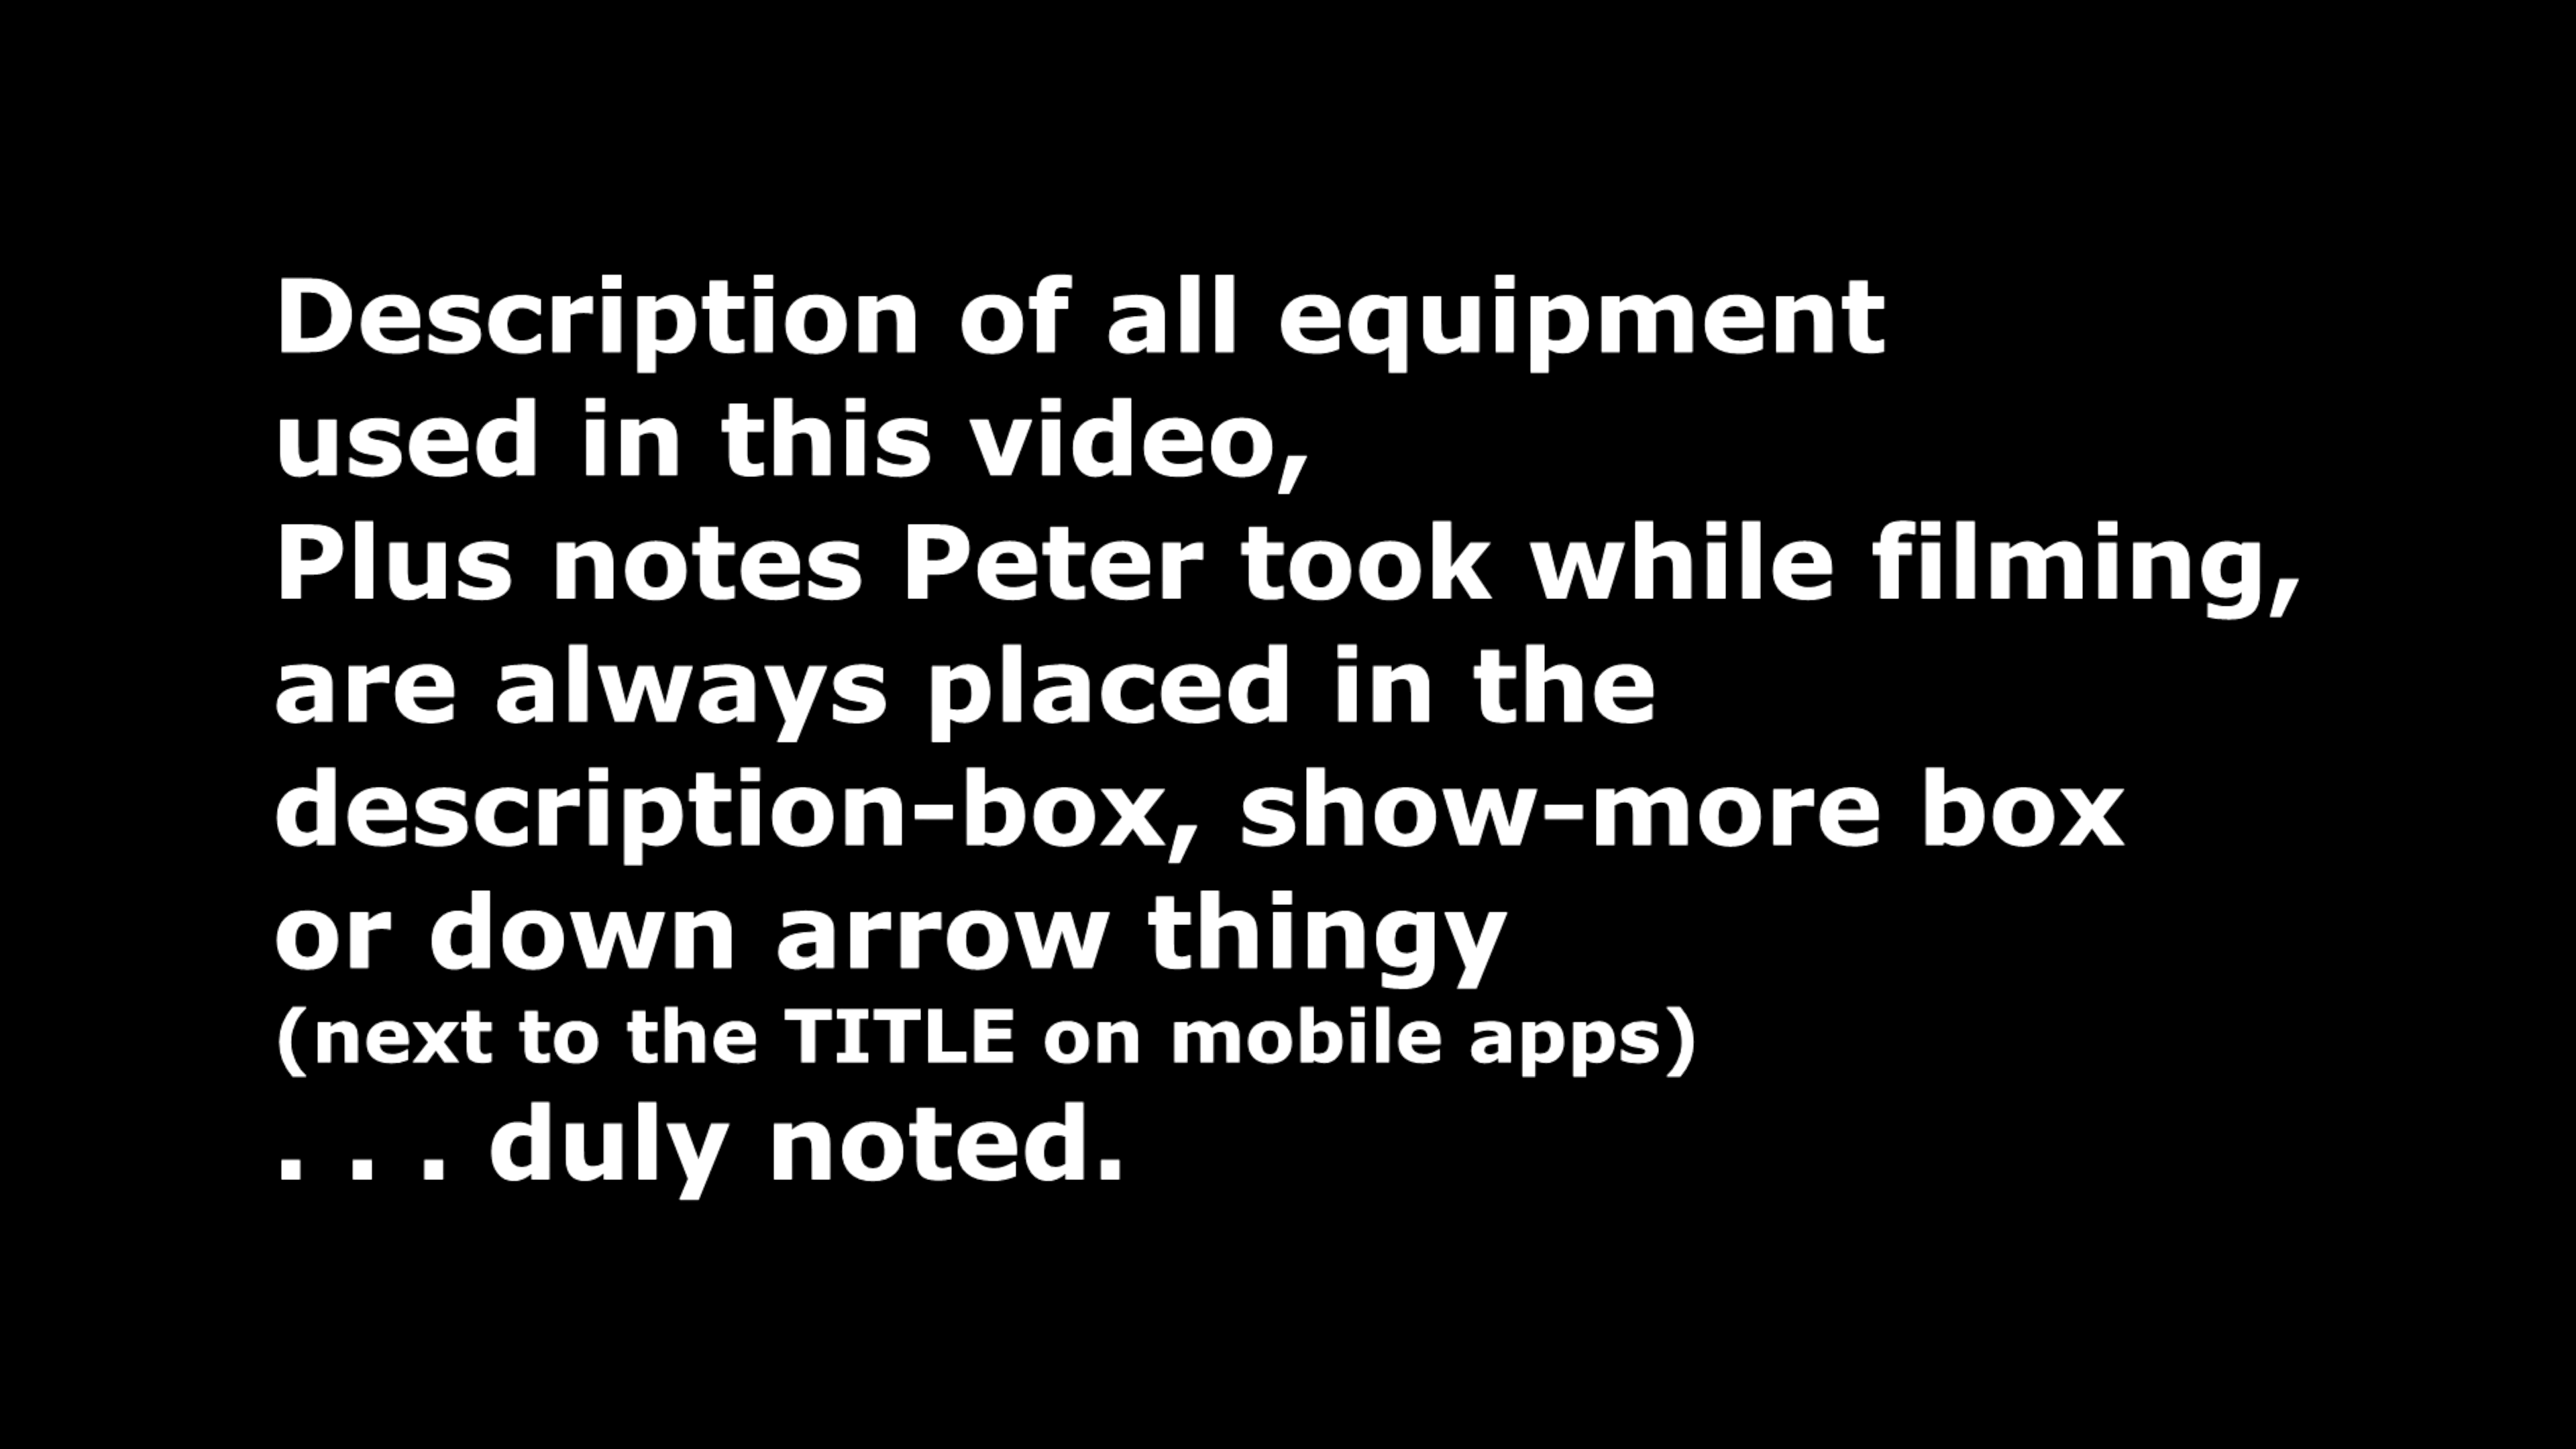 Description of all equipment
used in this video,
Plus notes Peter took while filming,
are always placed in the
description-box, show-more box
or down arrow thingy
(next to the TITLE on mobile apps)
. . . duly noted.